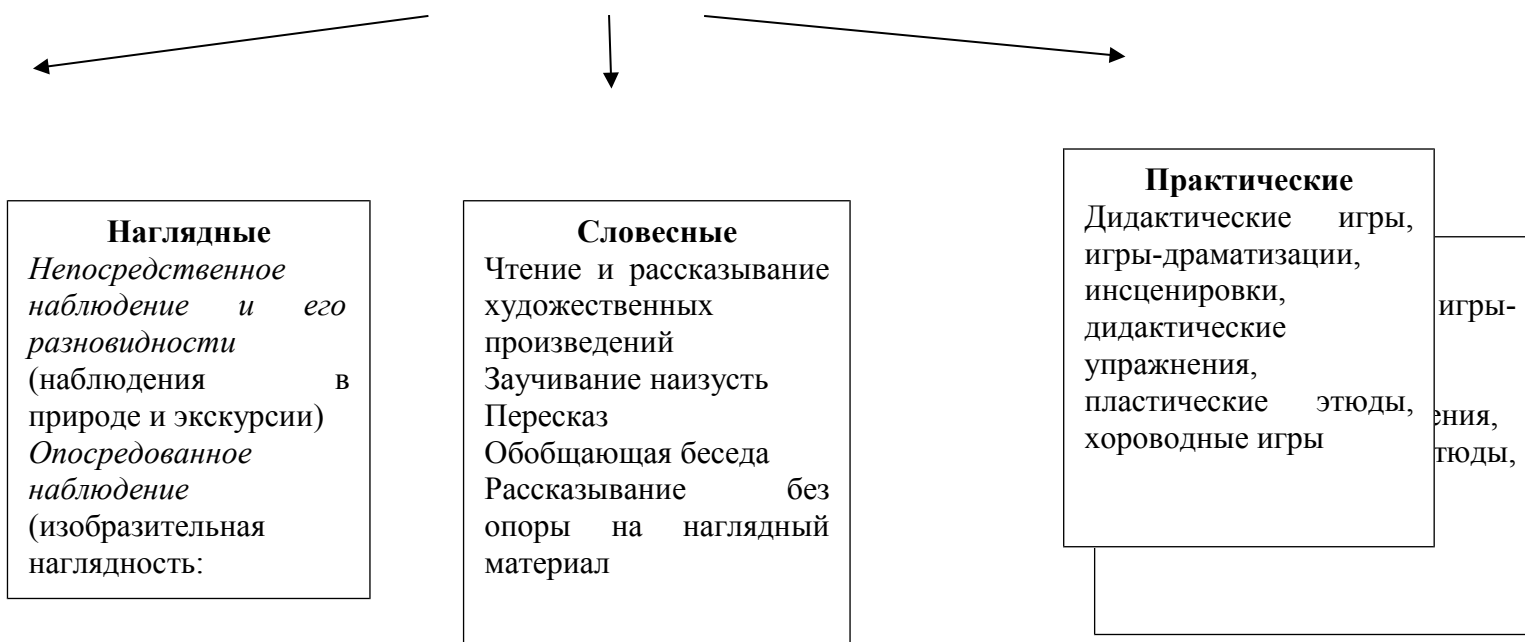 Наглядные
Непосредственное
наблюдение и его
разновидности
(наблюдения в
природе и экскурсии)
Опосредованное
наблюдение
(изобразительная
наглядность:
Словесные
Чтение и рассказывание
художественных
произведений
Заучивание наизусть
Пересказ
Обобщающая беседа
Рассказывание без
опоры на наглядный
материал
Практические
Дидактические игры,
игры-драматизации,
инсценировки,
дидактические
упражнения,
пластические этюды,
хороводные игры
игры-